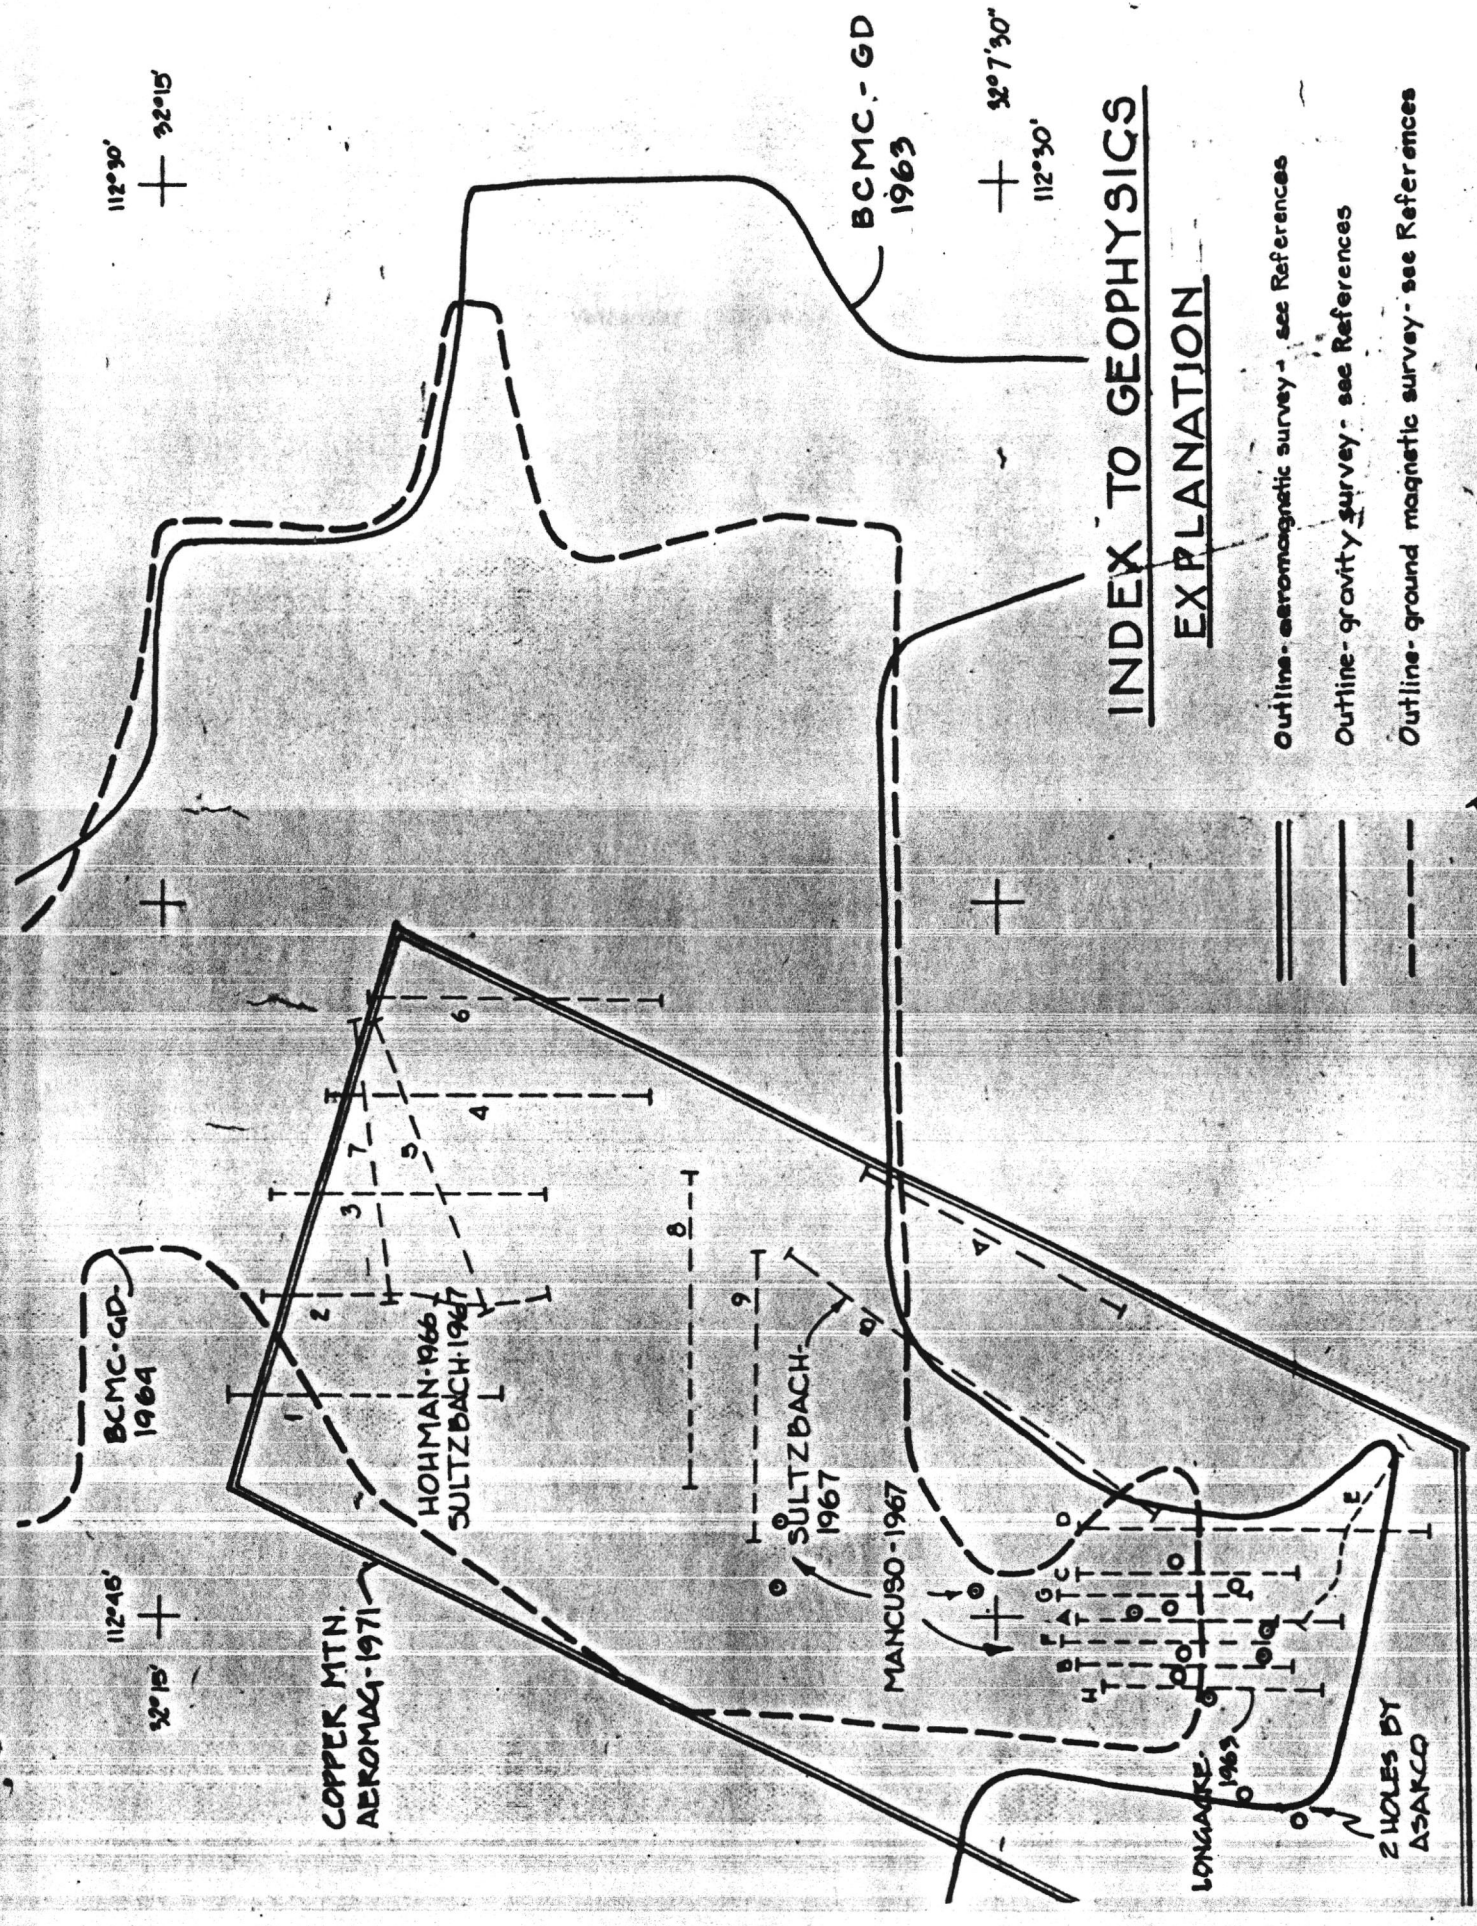 112°45'
32°15'
112°30'
32°15'
BCMC.-GD.
1964
COPPER MTN.
AEROMAG-1971
HOHMAN-1966
SULTZBACH-1967
1
2
3
4
5
6
7
8
9
SULTZBACH-
1967
MANCUSO-1967
A
B
H
B
F
A
G
C
D
E
LONGACRE-
1969
2 HOLES BY
ASARCO
BCMC.-GD
1963
32°7'30"
112°30'
INDEX TO GEOPHYSICS
EXPLANATION
Outline-aeromagnetic survey- see References
Outline-gravity survey- see References
Outline-ground magnetic survey- see References